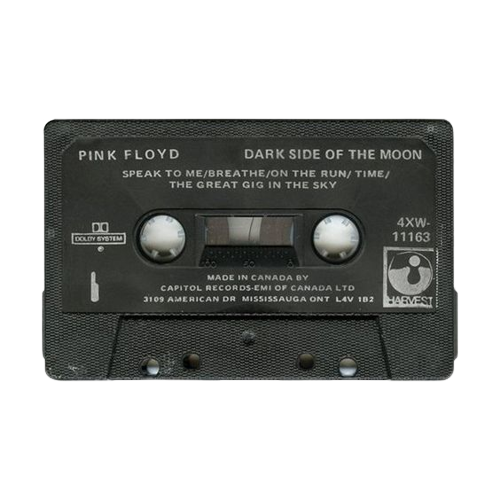 PINK FLOYD
DARK SIDE OF THE MOON
SPEAK TO ME/BREATHE/ON THE RUN/ TIME/
THE GREAT GIG IN THE SKY
DOLBY SYSTEM
4XW-
11163
1
MADE IN CANADA BY
CAPITOL RECORDS-EMI OF CANADA LTD
3109 AMERICAN DR MISSISSAUGA ONT L4V 1B2
HARVEST